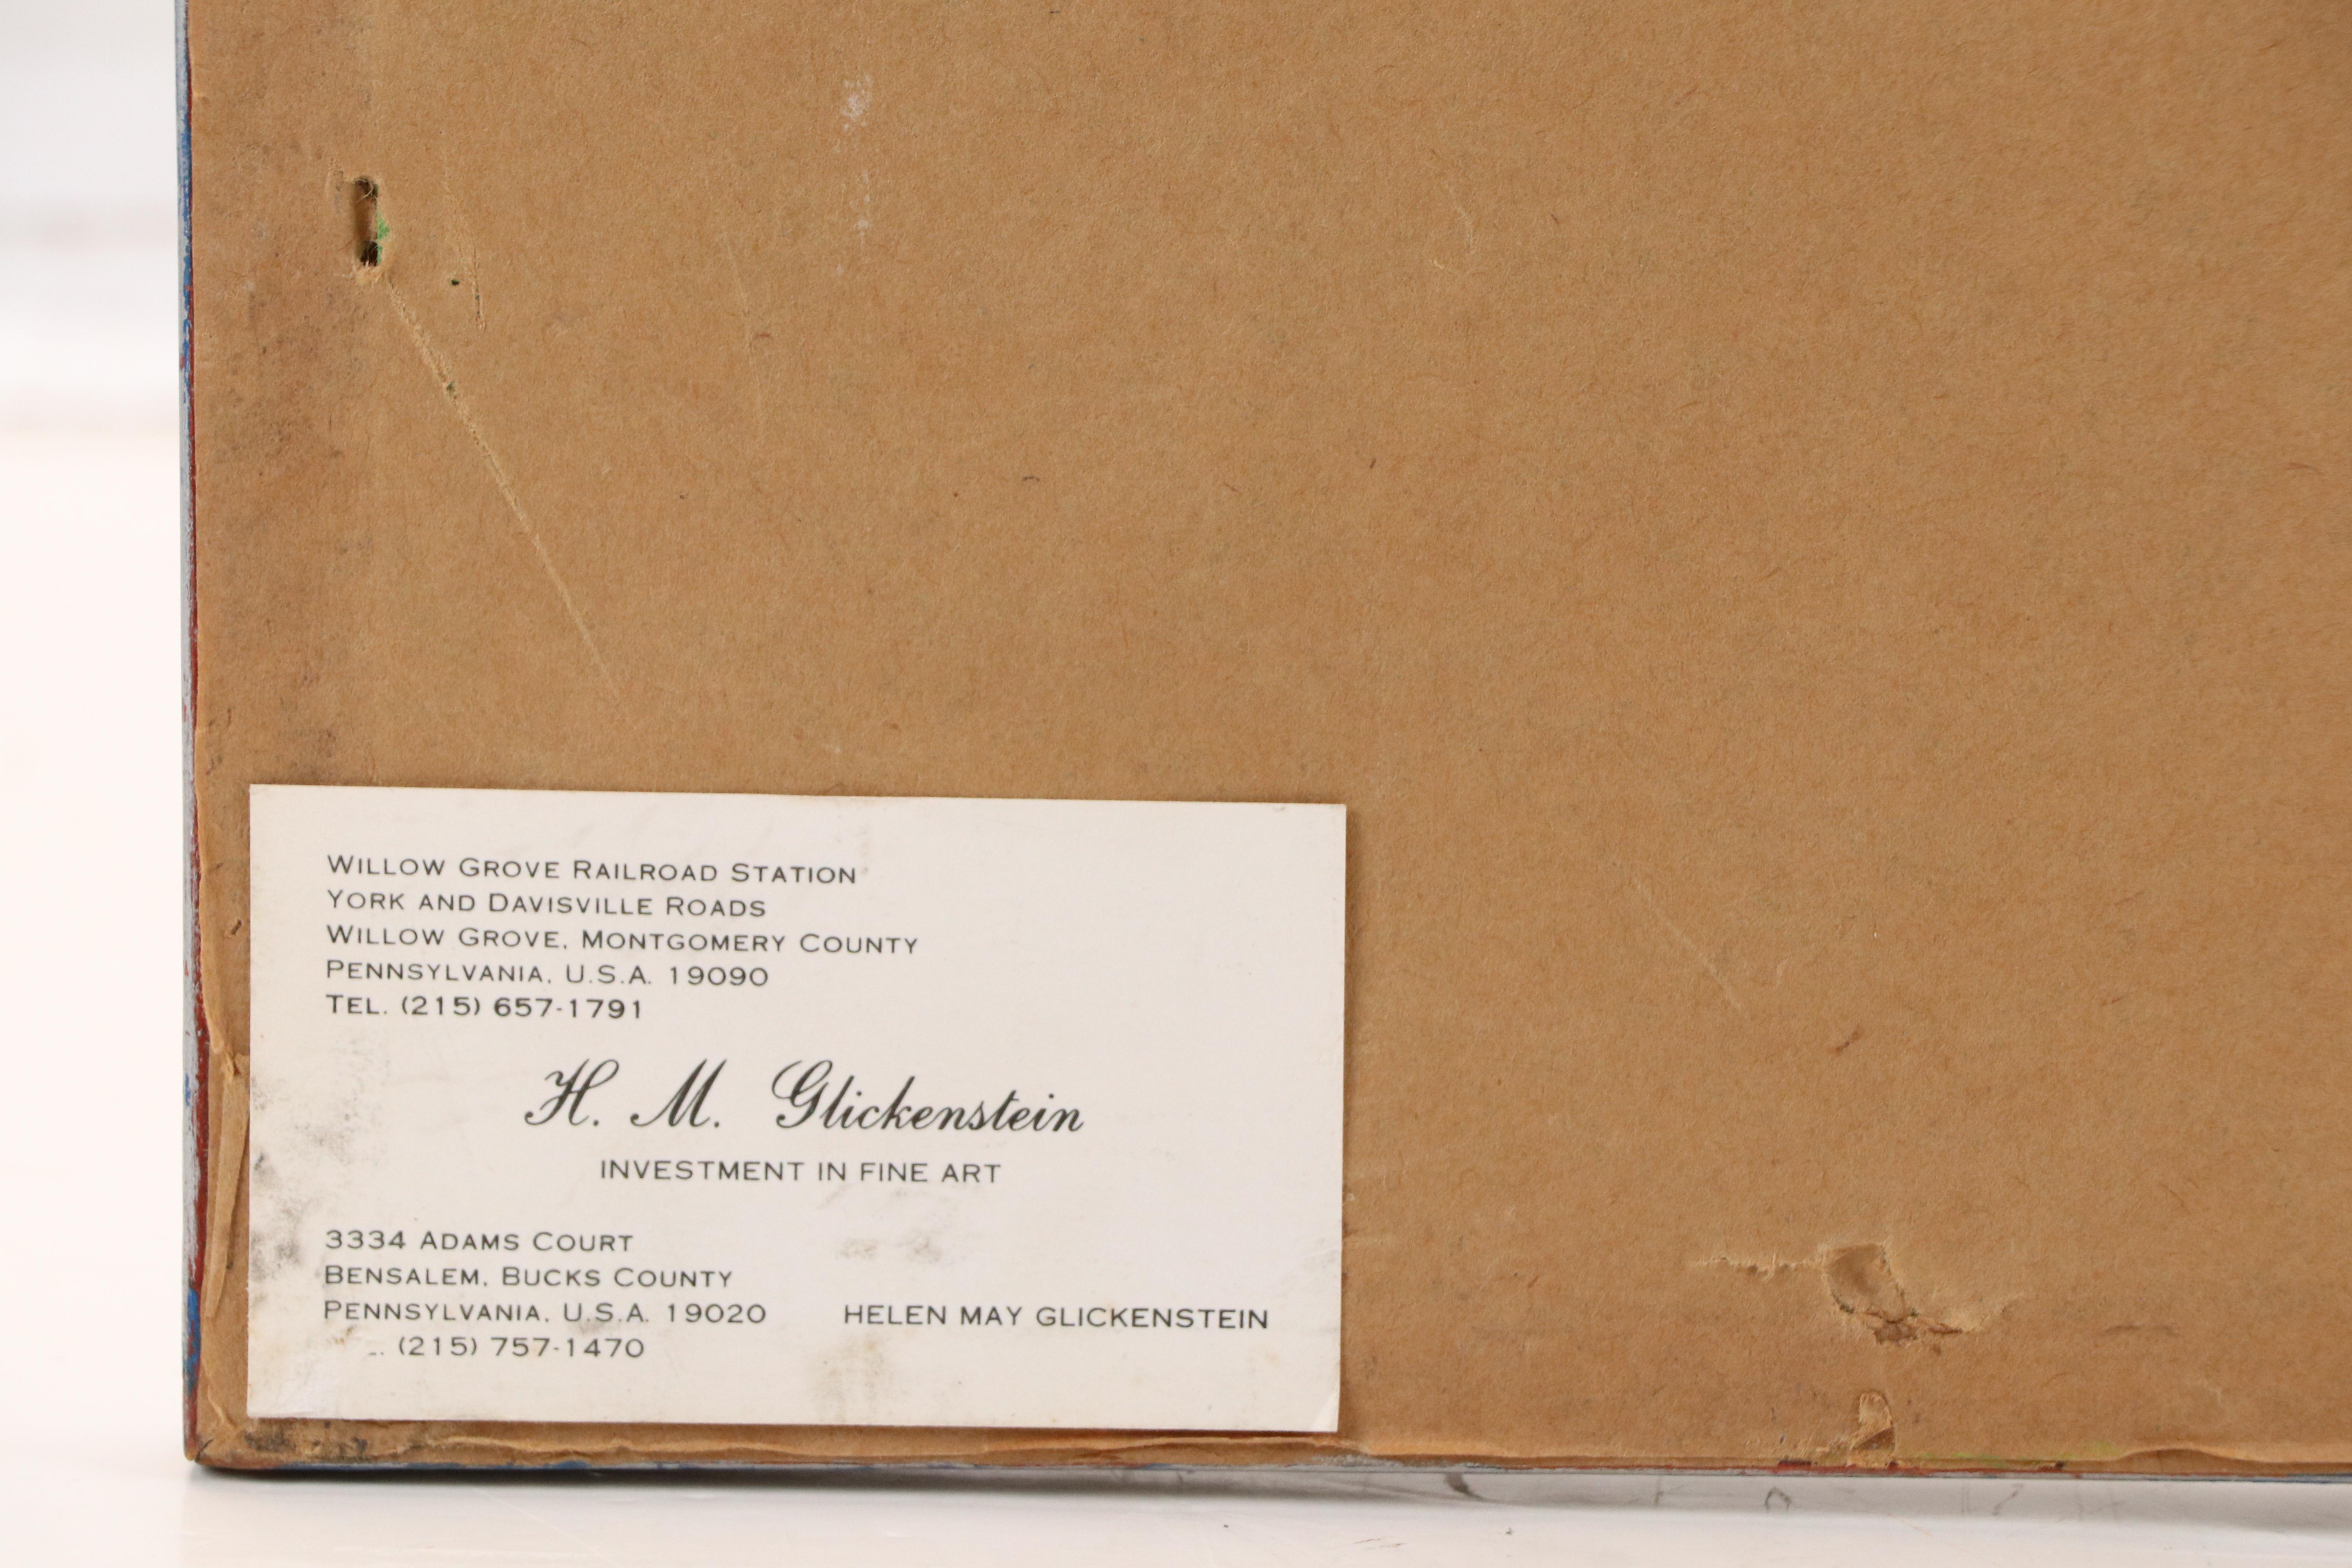 WILLOW GROVE RAILROAD STATION
YORK AND DAVISVILLE ROADS
WILLOW GROVE, MONTGOMERY COUNTY
PENNSYLVANIA, U.S.A. 19090
TEL. (215) 657-1791
H. M. Glickenstein
INVESTMENT IN FINE ART
3334 ADAMS COURT
BENSALEM, BUCKS COUNTY
PENNSYLVANIA, U.S.A. 19020
(215) 757-1470
HELEN MAY GLICKENSTEIN